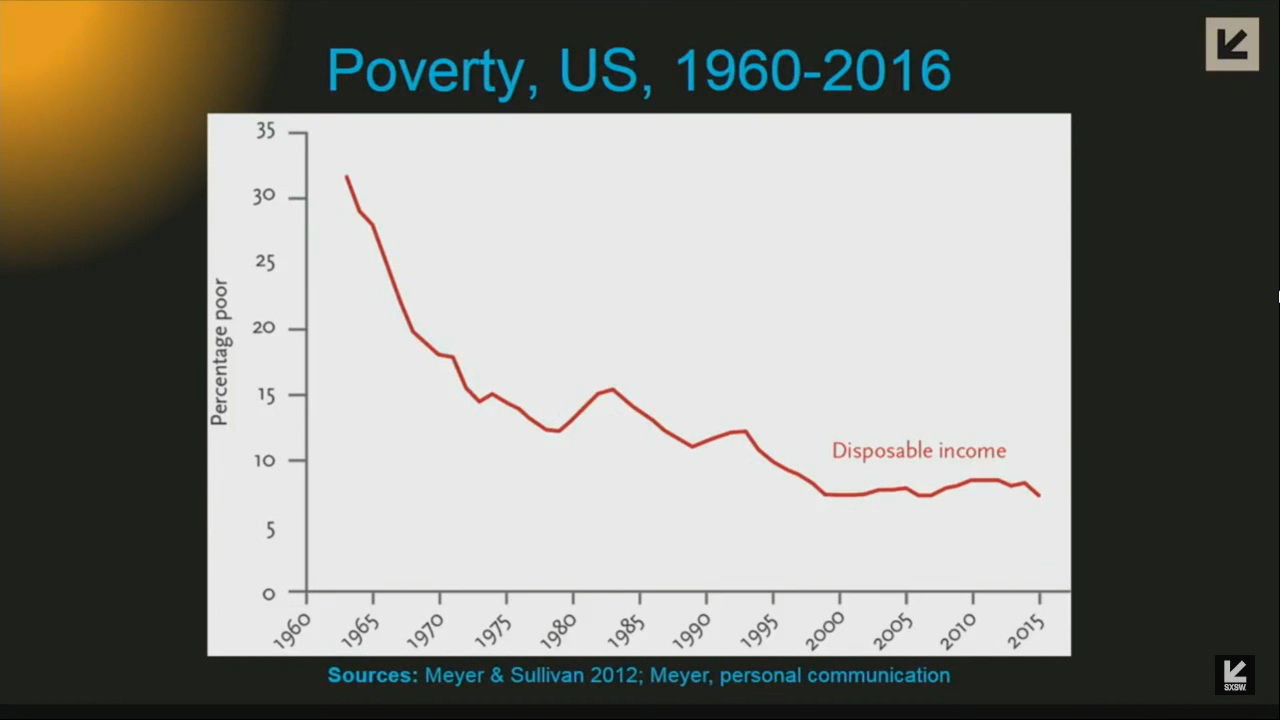 Poverty, US, 1960-2016
35
30
25
20
15
10
5
0
Percentage poor
Disposable income
1960 1965 1970 1975 1980 1985 1990 1995 2000 2005 2010 2015
Sources: Meyer & Sullivan 2012; Meyer, personal communication
SXSW